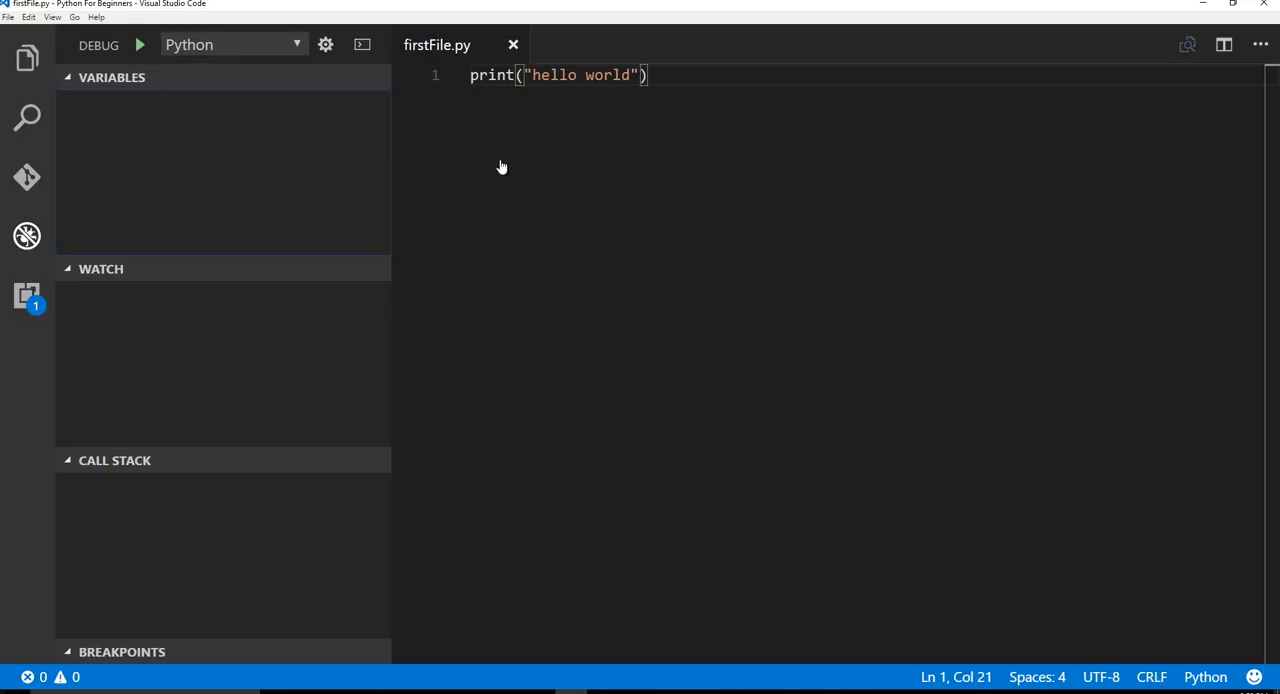 firstFile.py - Python For Beginners - Visual Studio Code
File Edit View Go Help
DEBUG Python
firstFile.py
VARIABLES
1 print("hello world")
WATCH
1
CALL STACK
BREAKPOINTS
0 0 Ln 1, Col 21 Spaces: 4 UTF-8 CRLF Python